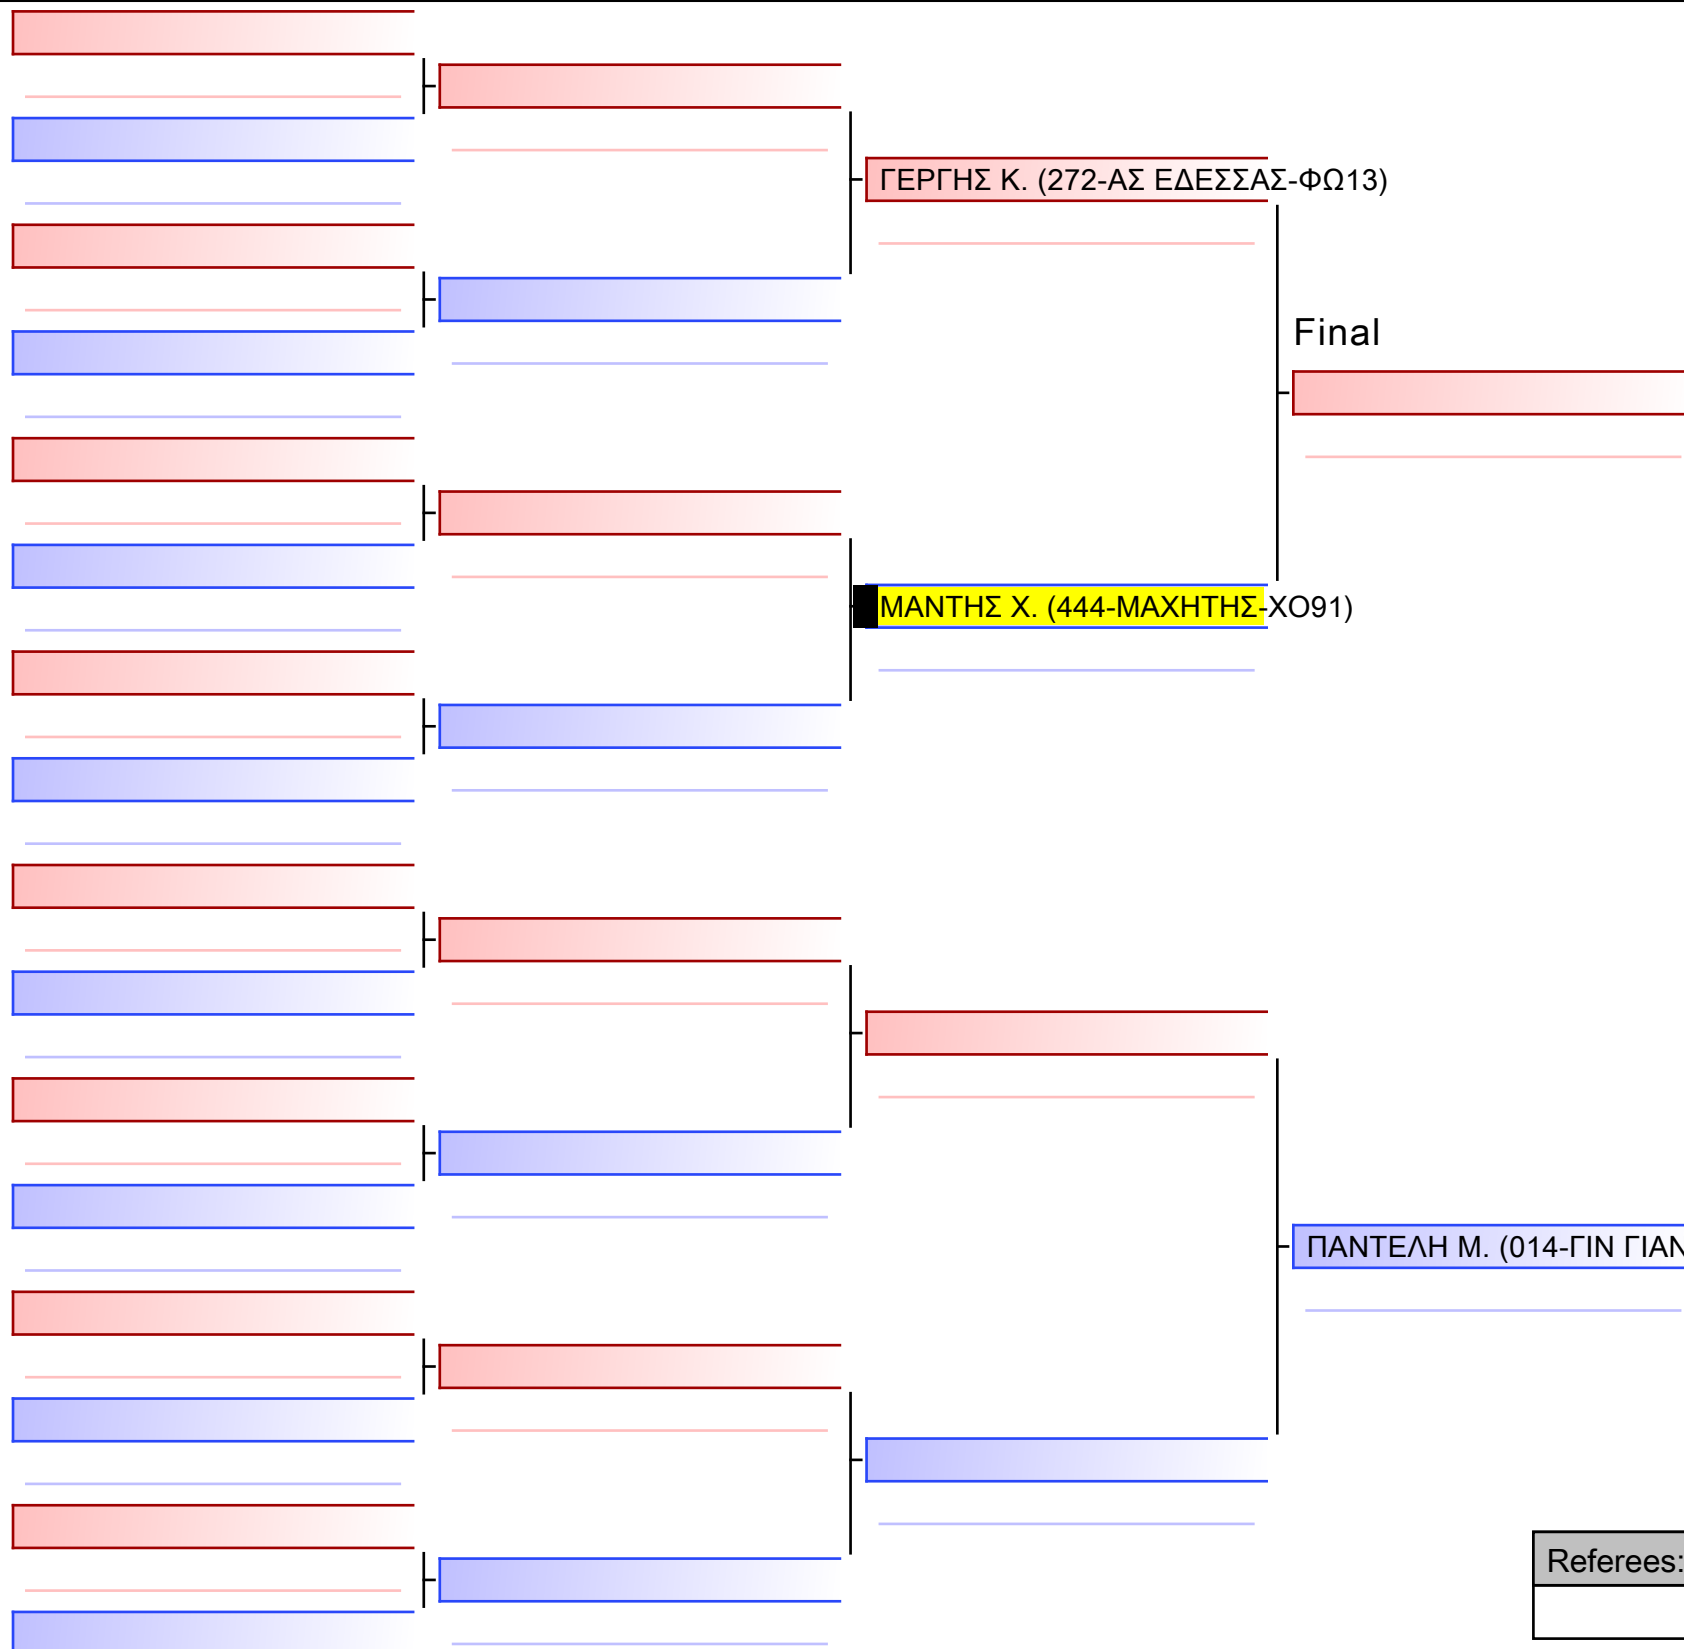 ΓΕΡΓΗΣ Κ. (272-ΑΣ ΕΔΕΣΣΑΣ-ΦΩ13)
Final
ΜΑΝΤΗΣ Χ. (444-ΜΑΧΗΤΗΣ-ΧΟ91)
ΠΑΝΤΕΛΗ Μ. (014-ΓΙΝ ΓΙΑΝ
Referees: